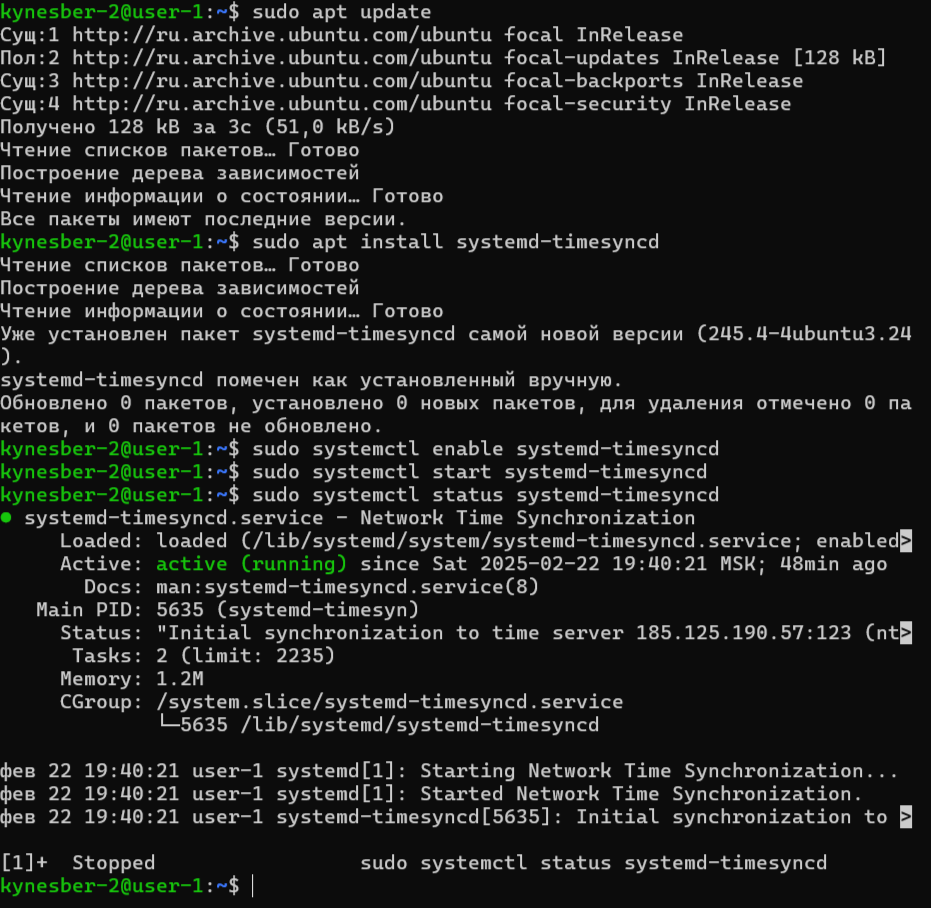 kynesber-2@user-1:~$ sudo apt update
Сущ:1 http://ru.archive.ubuntu.com/ubuntu focal InRelease
Пол:2 http://ru.archive.ubuntu.com/ubuntu focal-updates InRelease [128 kB]
Сущ:3 http://ru.archive.ubuntu.com/ubuntu focal-backports InRelease
Сущ:4 http://ru.archive.ubuntu.com/ubuntu focal-security InRelease
Получено 128 kB за 3с (51,0 kB/s)
Чтение списков пакетов… Готово
Построение дерева зависимостей
Чтение информации о состоянии… Готово
Все пакеты имеют последние версии.
kynesber-2@user-1:~$ sudo apt install systemd-timesyncd
Чтение списков пакетов… Готово
Построение дерева зависимостей
Чтение информации о состоянии… Готово
Уже установлен пакет systemd-timesyncd самой новой версии (245.4-4ubuntu3.24
).
systemd-timesyncd помечен как установленный вручную.
Обновлено 0 пакетов, установлено 0 новых пакетов, для удаления отмечено 0 па
кетов, и 0 пакетов не обновлено.
kynesber-2@user-1:~$ sudo systemctl enable systemd-timesyncd
kynesber-2@user-1:~$ sudo systemctl start systemd-timesyncd
kynesber-2@user-1:~$ sudo systemctl status systemd-timesyncd
● systemd-timesyncd.service - Network Time Synchronization
     Loaded: loaded (/lib/systemd/system/systemd-timesyncd.service; enabled>
     Active: active (running) since Sat 2025-02-22 19:40:21 MSK; 48min ago
       Docs: man:systemd-timesyncd.service(8)
   Main PID: 5635 (systemd-timesyn)
     Status: "Initial synchronization to time server 185.125.190.57:123 (nt>
      Tasks: 2 (limit: 2235)
     Memory: 1.2M
     CGroup: /system.slice/systemd-timesyncd.service
             └─5635 /lib/systemd/systemd-timesyncd
фев 22 19:40:21 user-1 systemd[1]: Starting Network Time Synchronization...
фев 22 19:40:21 user-1 systemd[1]: Started Network Time Synchronization.
фев 22 19:40:21 user-1 systemd-timesyncd[5635]: Initial synchronization to >
[1]+  Stopped                 sudo systemctl status systemd-timesyncd
kynesber-2@user-1:~$